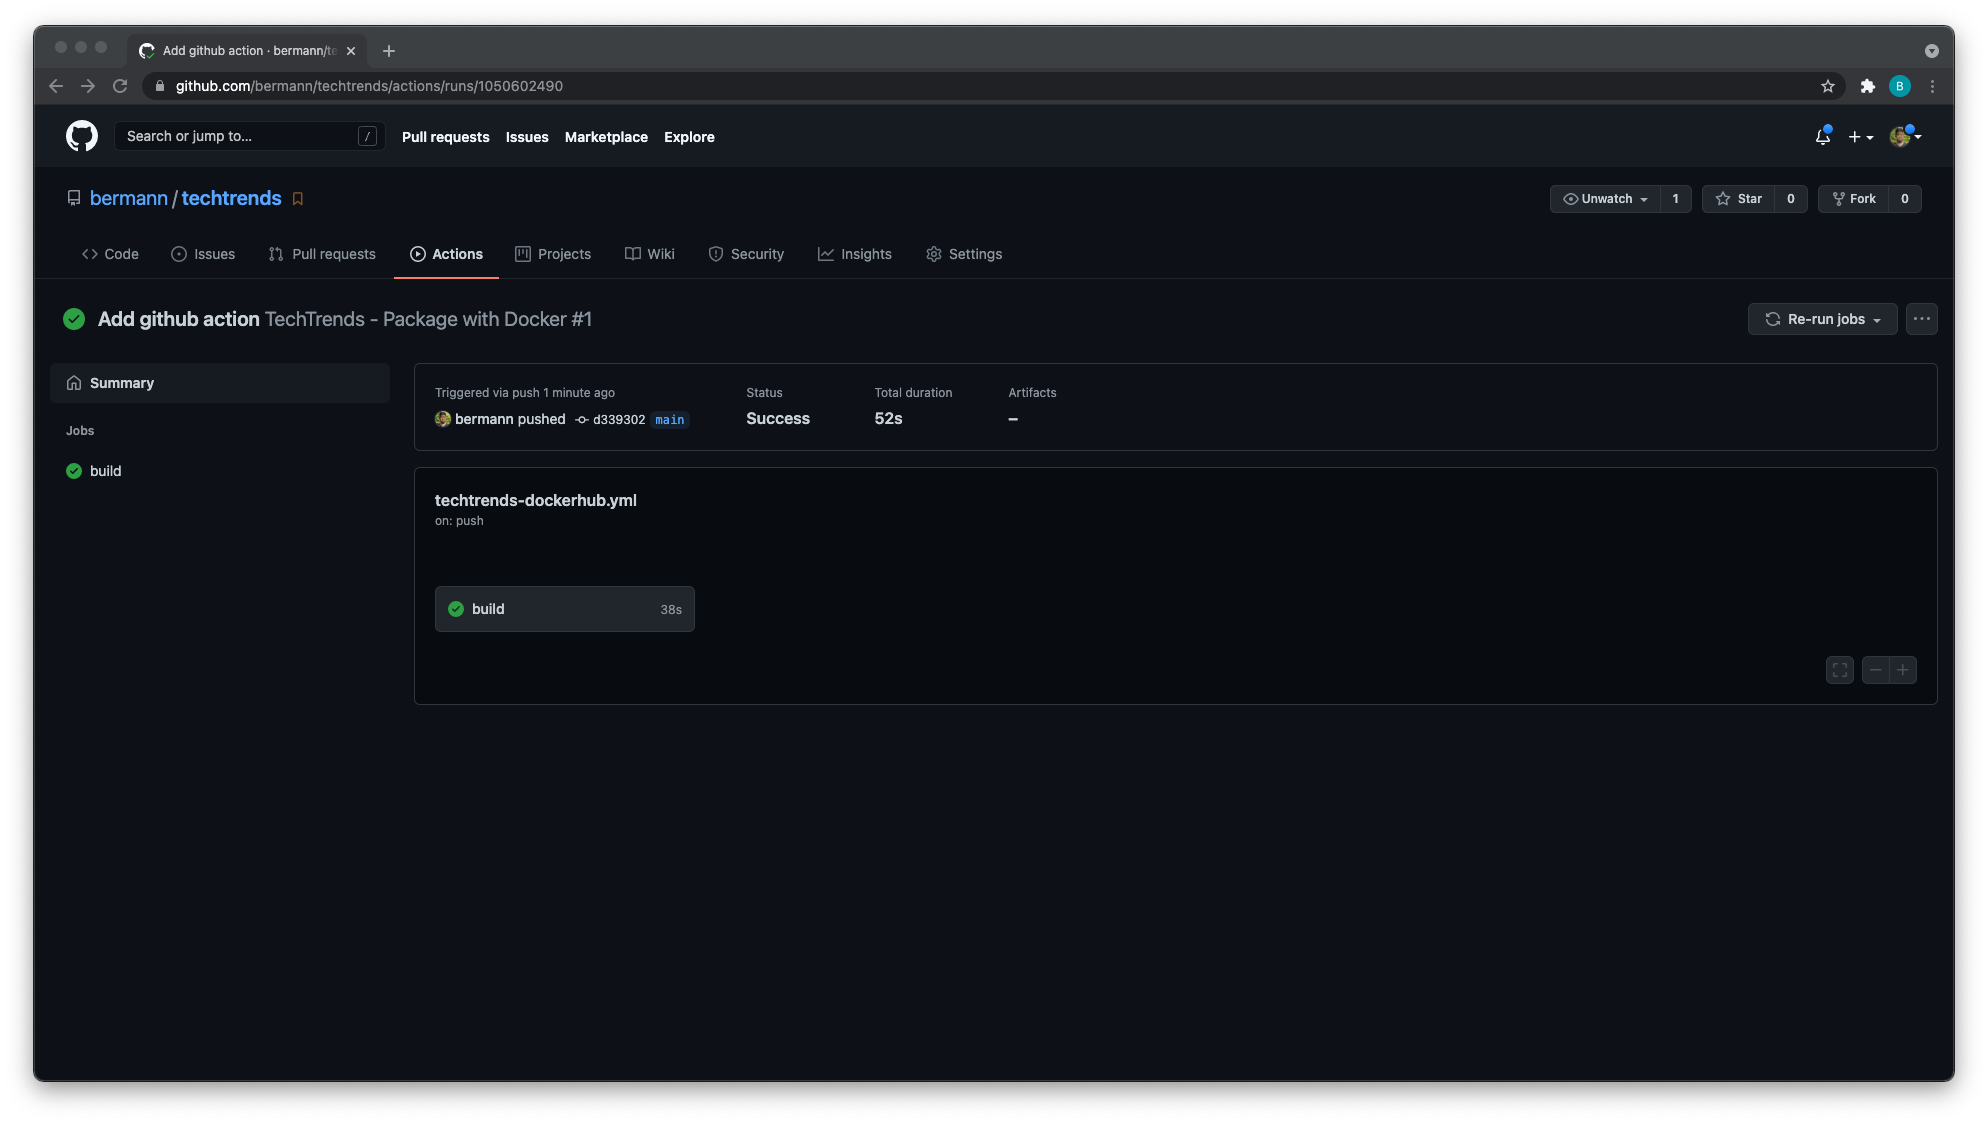 Add github action · bermann/te
github.com/bermann/techtrends/actions/runs/1050602490
B
Search or jump to... / Pull requests Issues Marketplace Explore
bermann / techtrends Unwatch 1 Star 0 Fork 0
Code Issues Pull requests Actions Projects Wiki Security Insights Settings
Add github action TechTrends - Package with Docker #1 Re-run jobs
Summary
Jobs
build
Triggered via push 1 minute ago Status Total duration Artifacts
bermann pushed d339302 main Success 52s –
techtrends-dockerhub.yml
on: push
build 38s